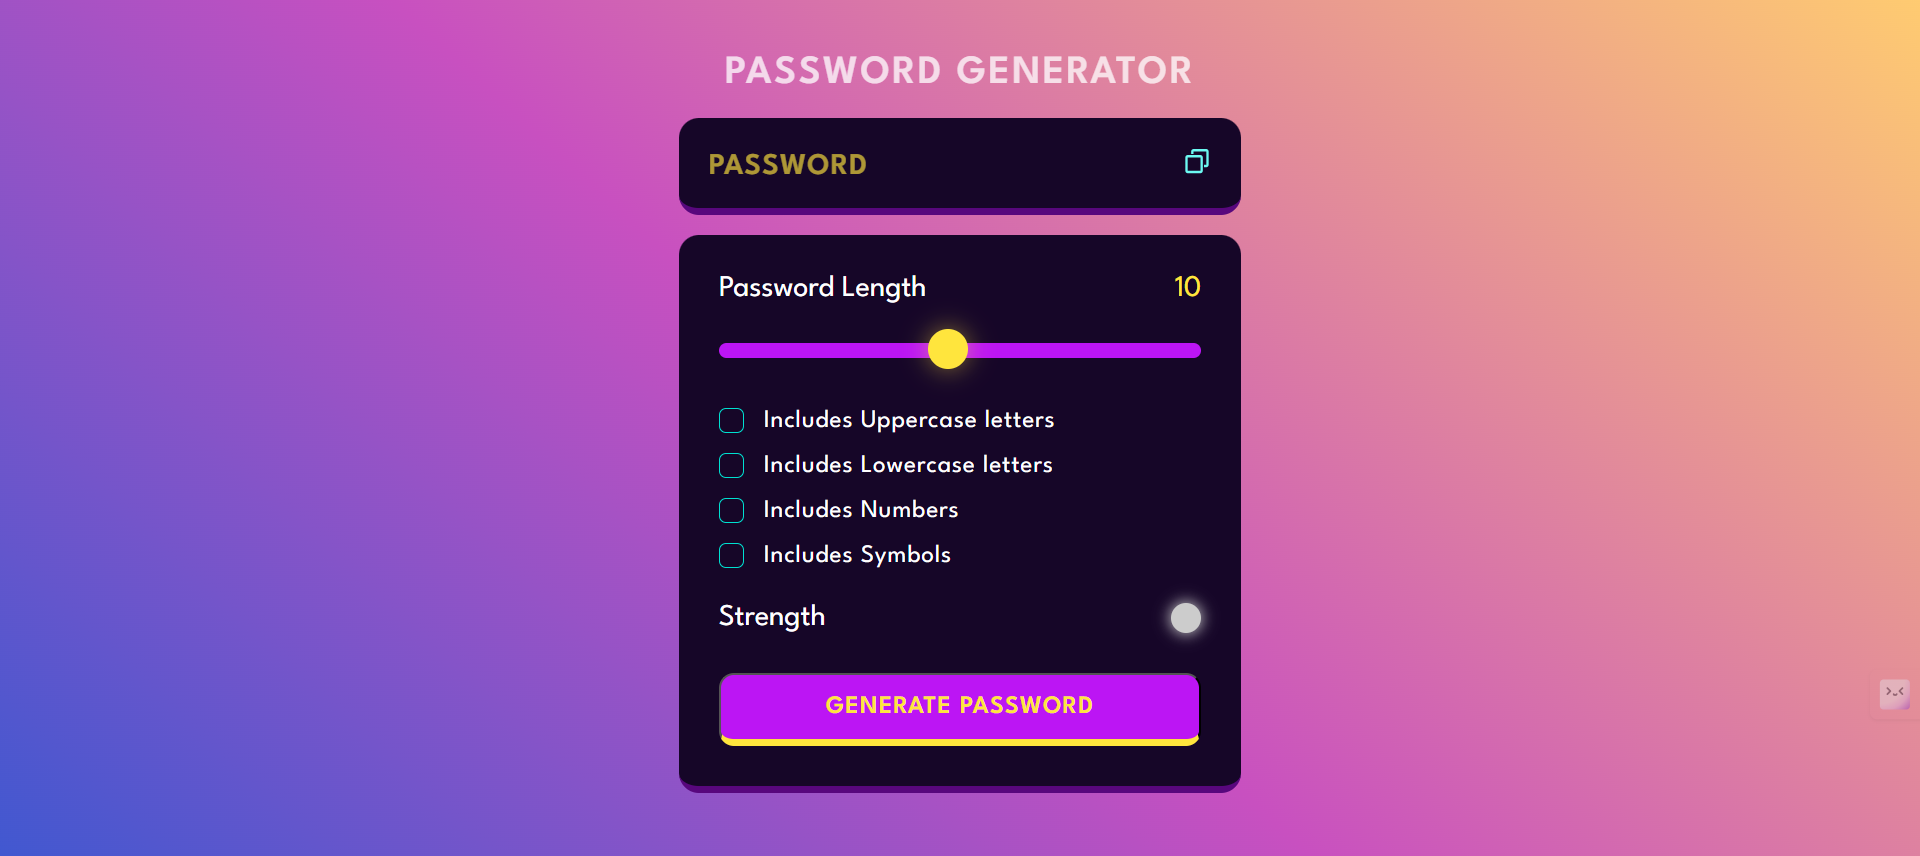 PASSWORD GENERATOR
PASSWORD
Password Length 10
Includes Uppercase letters
Includes Lowercase letters
Includes Numbers
Includes Symbols
Strength
GENERATE PASSWORD